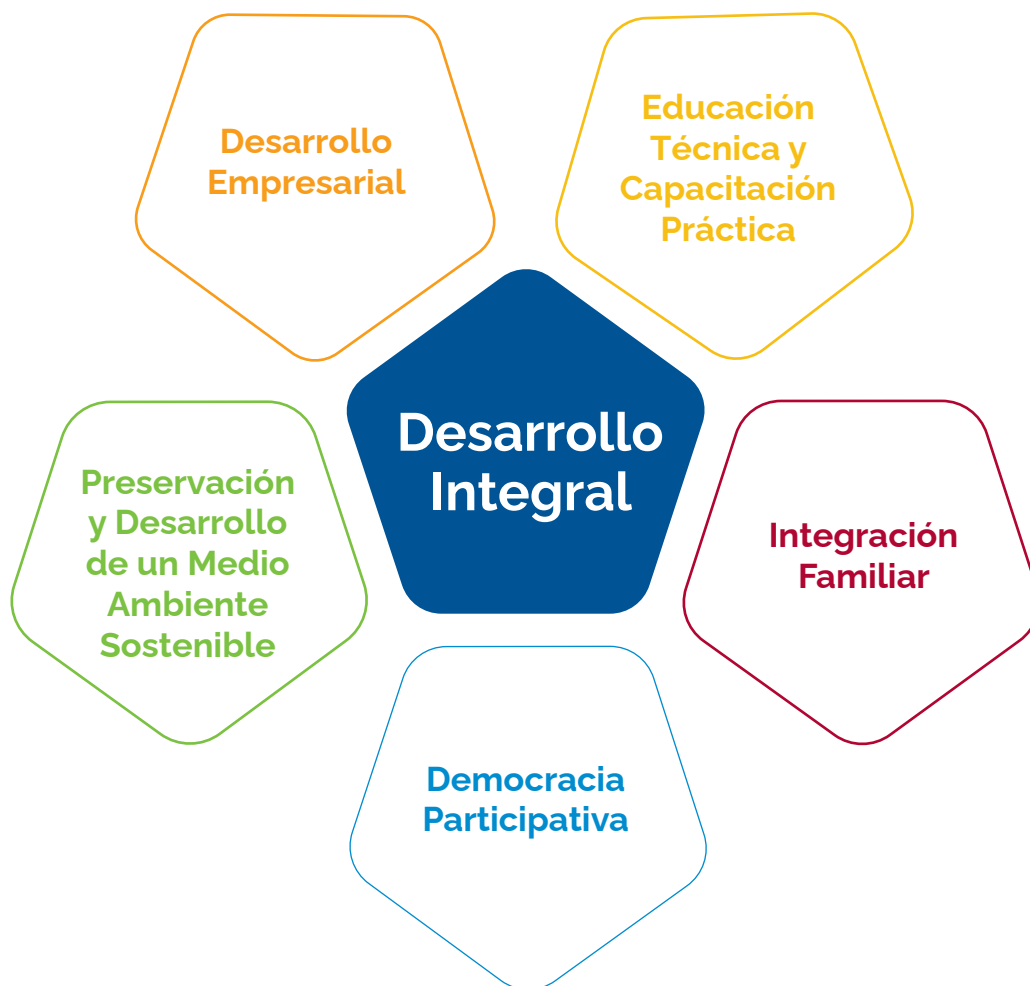 Desarrollo
Empresarial
Educación
Técnica y
Capacitación
Práctica
Desarrollo
Integral
Preservación
y Desarrollo
de un Medio
Ambiente
Sostenible
Integración
Familiar
Democracia
Participativa